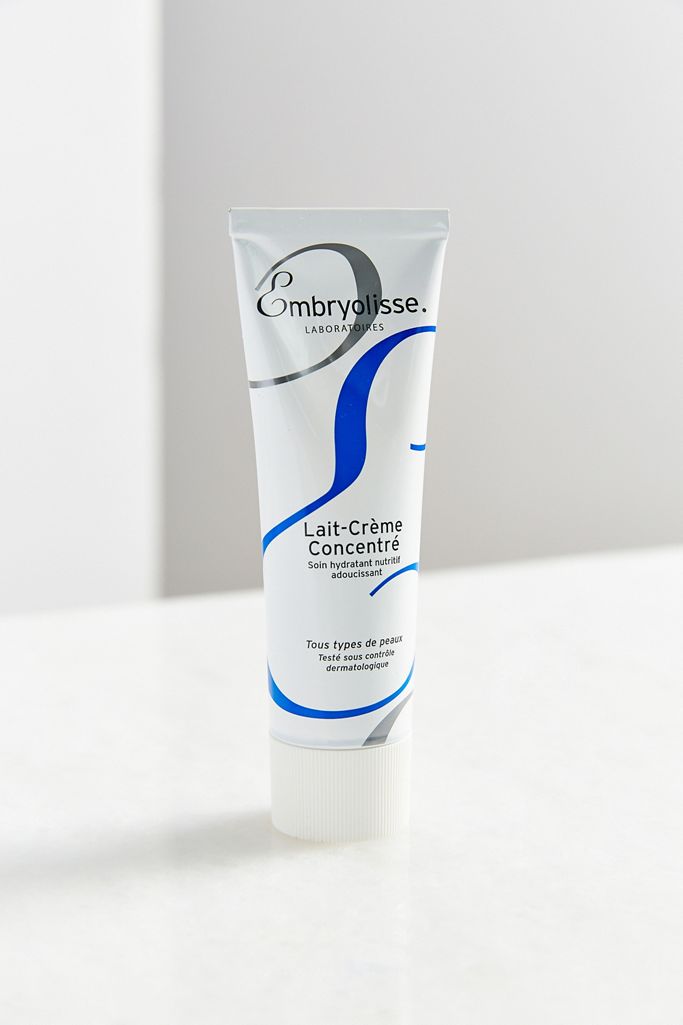 Embryolisse.
LABORATOIRES
Lait-Crème
Concentré
Soin hydratant nutritif
adoucissant
Tous types de peaux
Testé sous contrôle
dermatologique